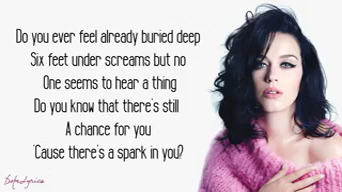 Do you ever feel already buried deep
Six feet under screams but no
One seems to hear a thing
Do you know that there's still
A chance for you
'Cause there's a spark in you?
BabeLyrics